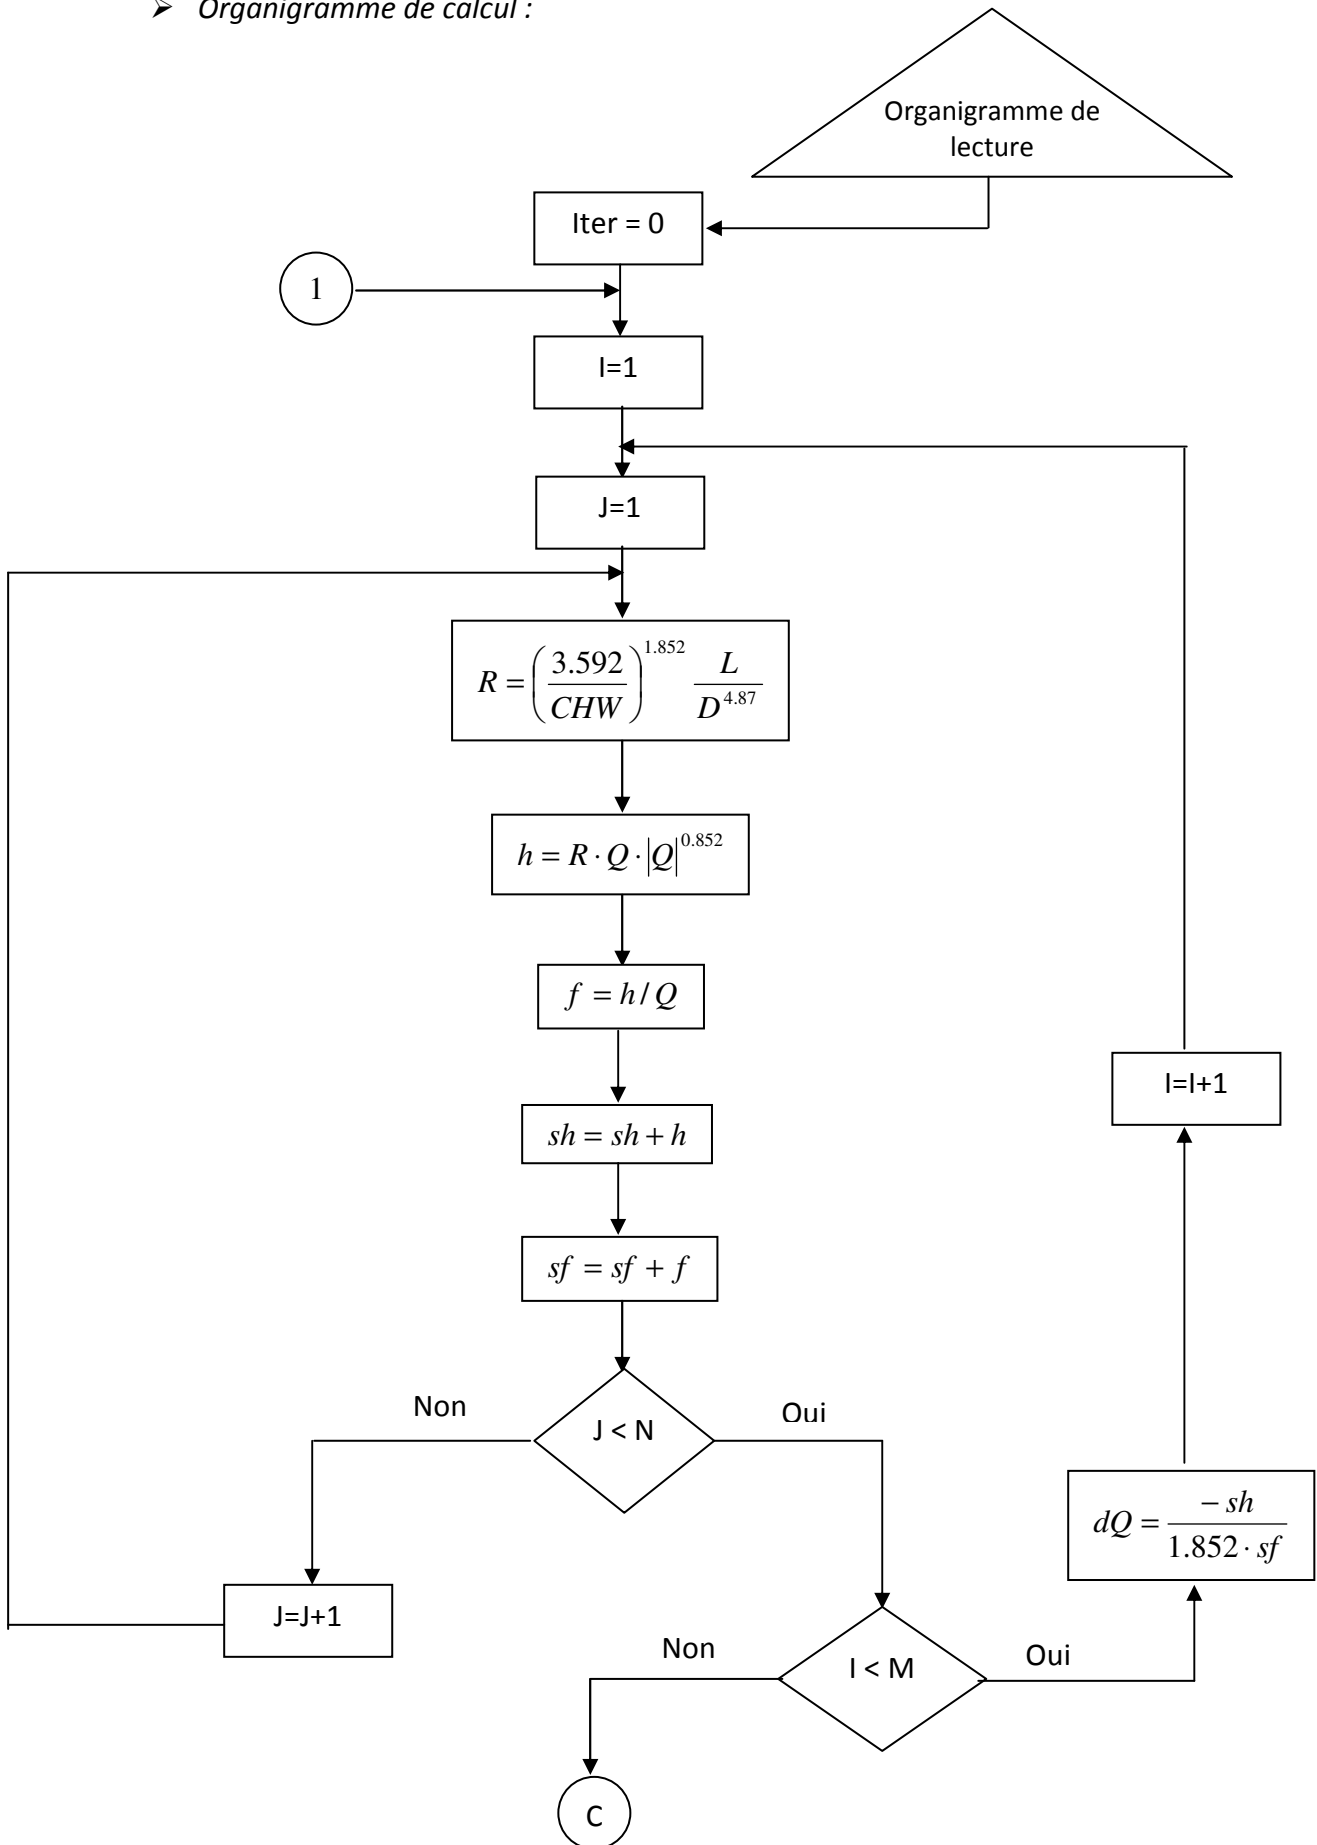 ➢ Organigramme de calcul :
Organigramme de
lecture
Iter = 0
1
I=1
J=1
R = (3.592 / CHW)^1.852 L / D^4.87
h = R · Q · |Q|^0.852
f = h / Q
I=I+1
sh = sh + h
sf = sf + f
Non
J < N
Oui
dQ = − sh / 1.852 · sf
J=J+1
Non
I < M
Oui
C